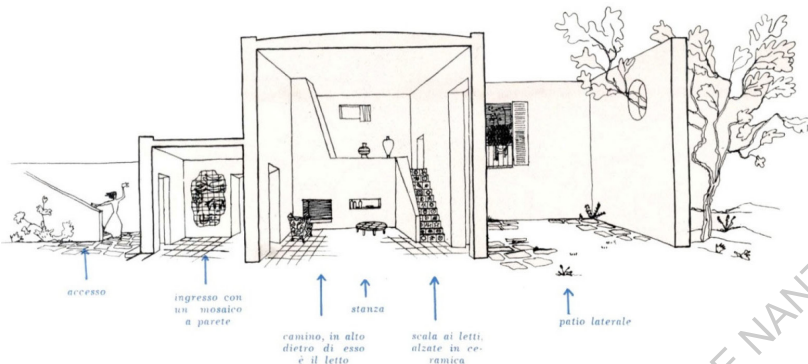 accesso
ingresso con
un mosaico
a parete
camino, in alto
dietro di esso
è il letto
stanza
scala ai letti,
alzate in ce-
ramica
patio laterale
E NANT